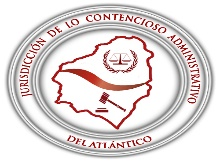 JURISDICCIÓN DE LO CONTENCIOSO ADMINISTRATIVO
DEL ATLÁNTICO